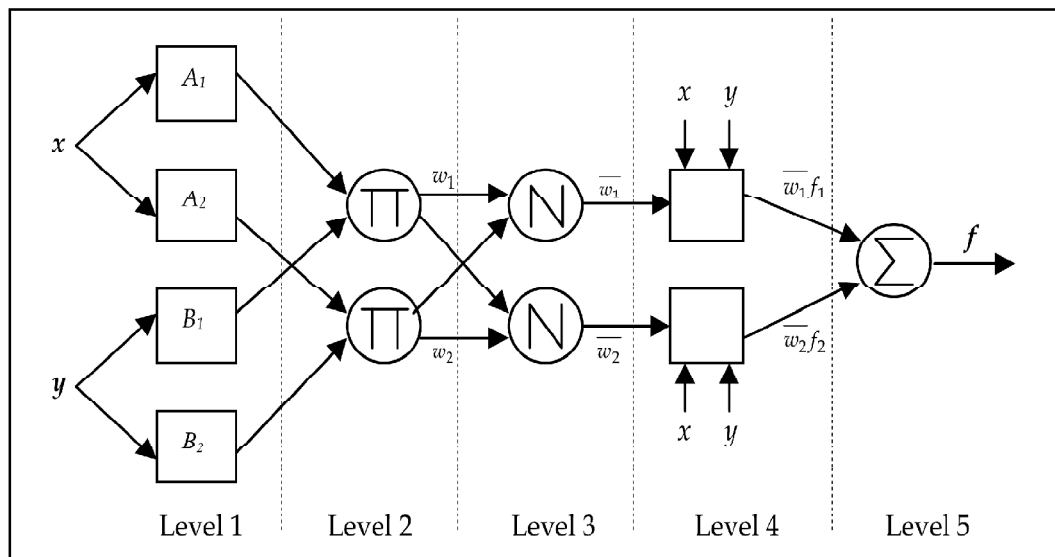 x
A₁
A₂
y
B₁
B₂
Level 1
∏
∏
Level 2
w₁
w₂
N
N
Level 3
w̅₁
w̅₂
x y
x y
Level 4
w̅₁f₁
w̅₂f₂
Σ
f
Level 5